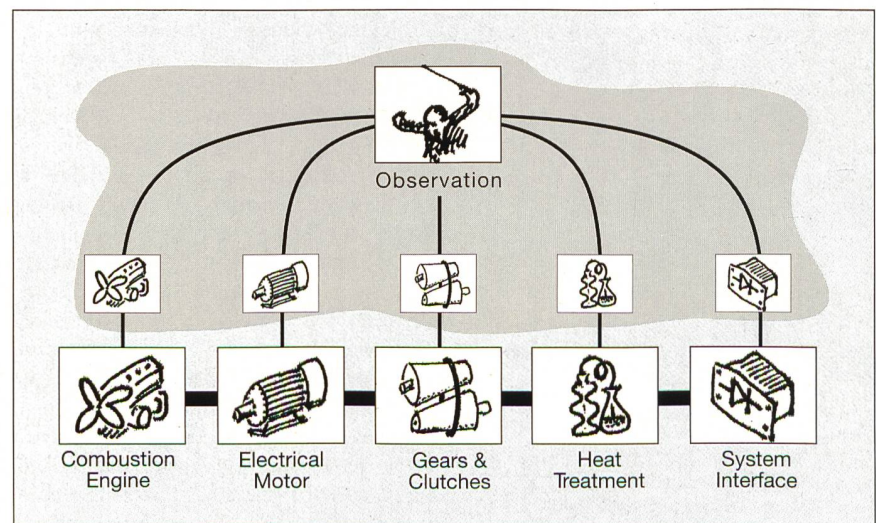 Observation
Combustion
Engine
Electrical
Motor
Gears &
Clutches
Heat
Treatment
System
Interface